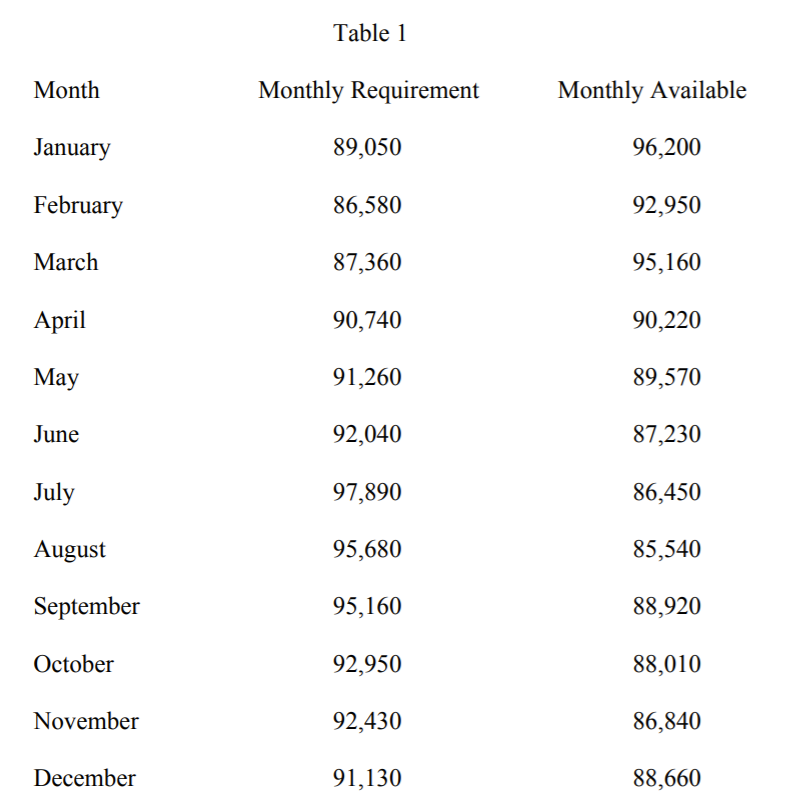 Table 1
Month Monthly Requirement Monthly Available
January 89,050 96,200
February 86,580 92,950
March 87,360 95,160
April 90,740 90,220
May 91,260 89,570
June 92,040 87,230
July 97,890 86,450
August 95,680 85,540
September 95,160 88,920
October 92,950 88,010
November 92,430 86,840
December 91,130 88,660